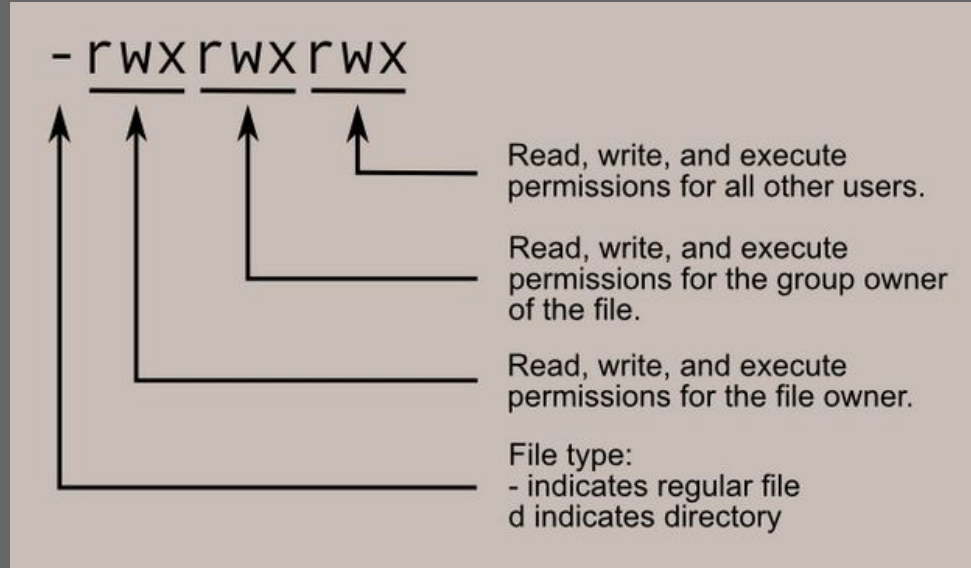 -rwxrwxrwx
Read, write, and execute
permissions for all other users.
Read, write, and execute
permissions for the group owner
of the file.
Read, write, and execute
permissions for the file owner.
File type:
- indicates regular file
d indicates directory